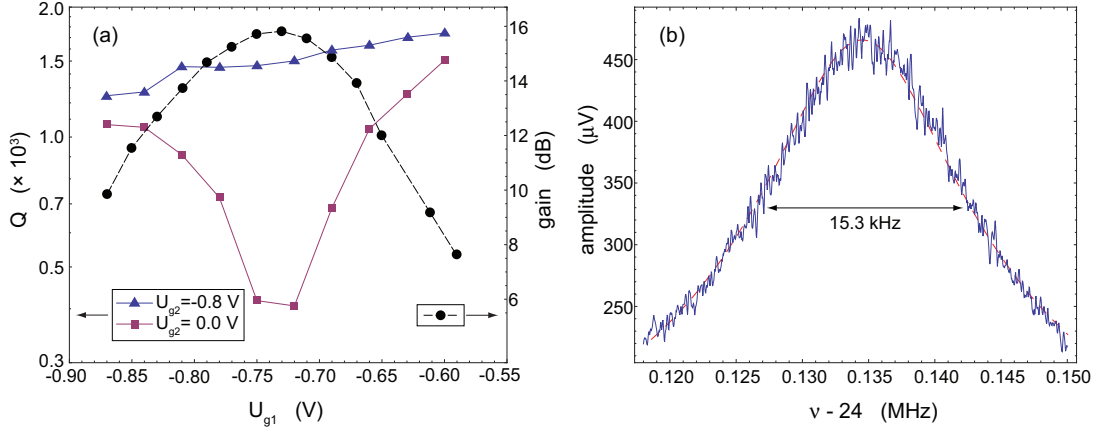 (a)
2.0
1.5
1.0
0.7
0.5
0.3
Q (× 10³)
16
14
12
10
8
6
gain (dB)
U_g2=-0.8 V
U_g2= 0.0 V
-0.90 -0.85 -0.80 -0.75 -0.70 -0.65 -0.60 -0.55
U_g1 (V)
(b)
450
400
350
300
250
amplitude (μV)
15.3 kHz
0.120 0.125 0.130 0.135 0.140 0.145 0.150
ν - 24 (MHz)